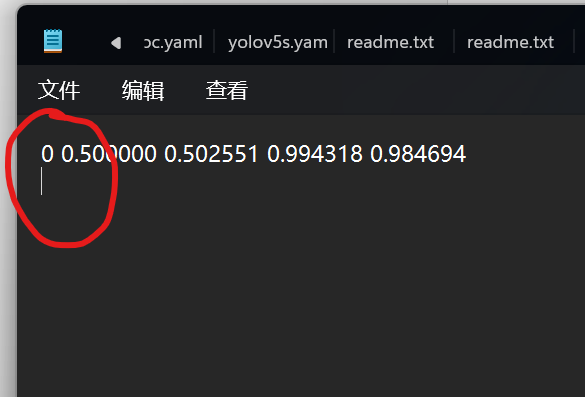 oc.yaml yolov5s.yam readme.txt readme.txt
文件 编辑 查看
0 0.500000 0.502551 0.994318 0.984694